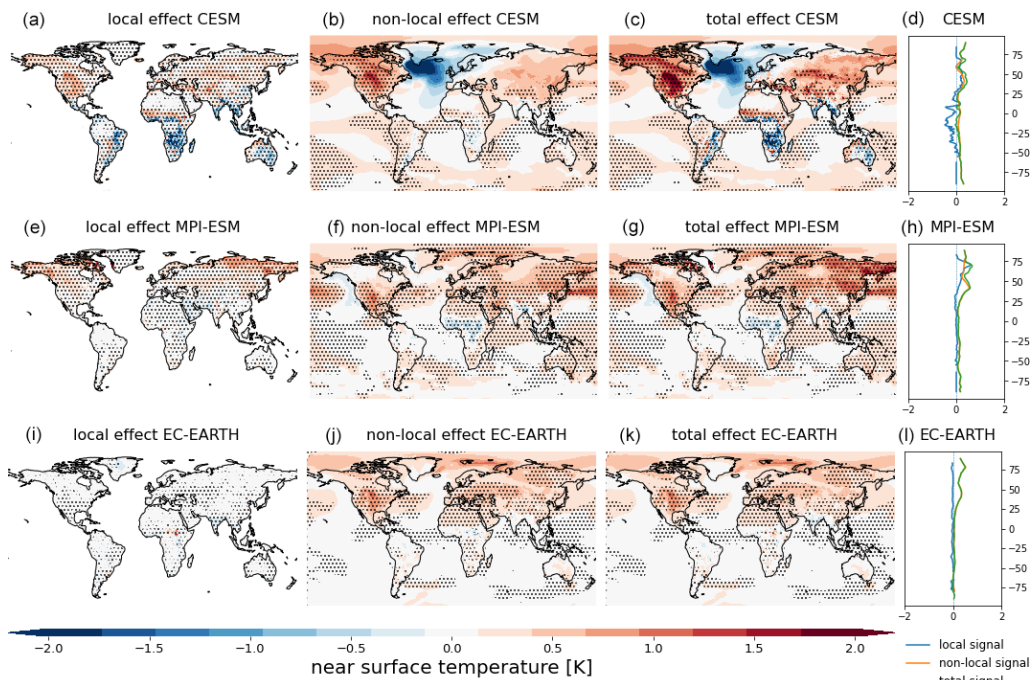 (a) local effect CESM
(b) non-local effect CESM
(c) total effect CESM
(d) CESM
75
50
25
0
−25
−50
−75
−2 0 2
(e) local effect MPI-ESM
(f) non-local effect MPI-ESM
(g) total effect MPI-ESM
(h) MPI-ESM
75
50
25
0
−25
−50
−75
−2 0 2
(i) local effect EC-EARTH
(j) non-local effect EC-EARTH
(k) total effect EC-EARTH
(l) EC-EARTH
75
50
25
0
−25
−50
−75
−2 0 2
−2.0 −1.5 −1.0 −0.5 0.0 0.5 1.0 1.5 2.0
near surface temperature [K]
local signal
non-local signal
total signal